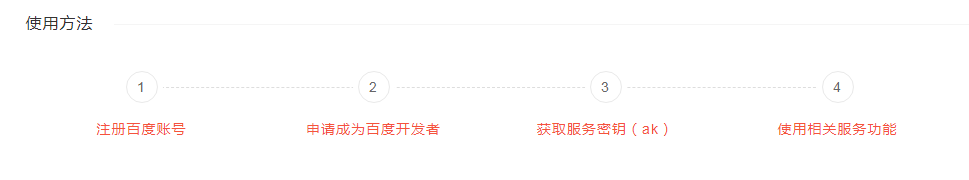 使用方法
1
2
3
4
注册百度账号
申请成为百度开发者
获取服务密钥（ak）
使用相关服务功能